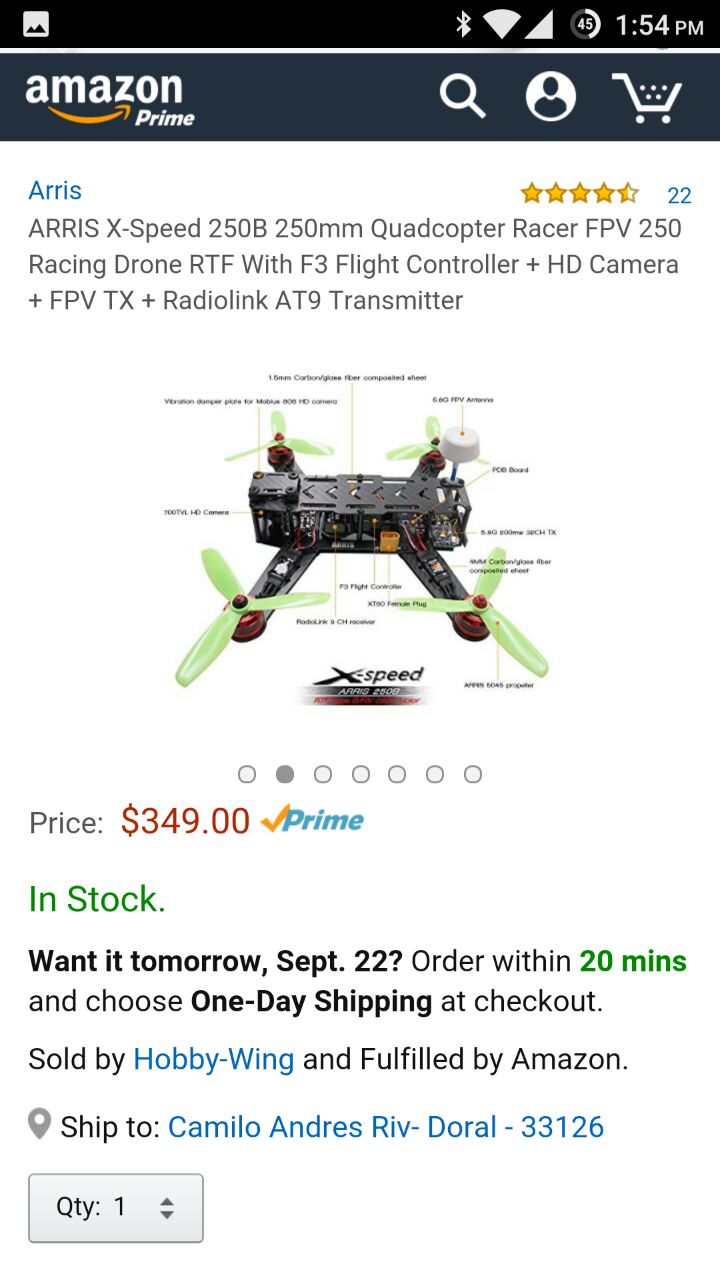 45 1:54 PM
amazon
Prime
Arris
22
ARRIS X-Speed 250B 250mm Quadcopter Racer FPV 250
Racing Drone RTF With F3 Flight Controller + HD Camera
+ FPV TX + Radiolink AT9 Transmitter
1.5mm Carbon/glass fiber composited sheet
Vibration damper plate for Mobius 808 HD camera
5.8G FPV Antenna
PDB Board
700TVL HD Camera
5.8G 200mw 32CH TX
4MM Carbon/glass fiber
composited sheet
ARRIS
F3 Flight Controller
XT60 Female Plug
RadioLink 9 CH receiver
X-speed
ARRIS 250B
ARRIS 5045 propeller
Price: $349.00 Prime
In Stock.
Want it tomorrow, Sept. 22? Order within 20 mins
and choose One-Day Shipping at checkout.
Sold by Hobby-Wing and Fulfilled by Amazon.
Ship to: Camilo Andres Riv- Doral - 33126
Qty: 1